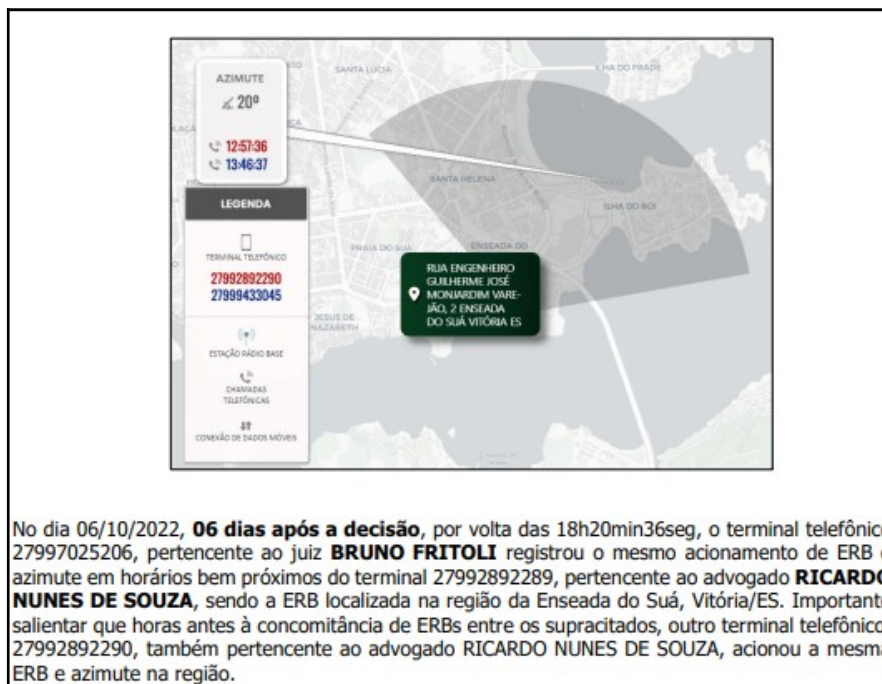 AZIMUTE
20º
12:57:36
13:46:37
LEGENDA
TERMINAL TELEFÔNICO
27992892290
27999433045
ESTAÇÃO RÁDIO BASE
CHAMADAS
TELEFÔNICAS
CONEXÃO DE DADOS MÓVEIS
SANTA LÚCIA
ILHA DO FRADE
SANTA HELENA
ILHA DO BOI
PRAIA DO SUÁ
ENSEADA DO
JESUS DE
NAZARETH
RUA ENGENHEIRO
GUILHERME JOSÉ
MONJARDIM VARE-
JÃO, 2 ENSEADA
DO SUÁ VITÓRIA ES
No dia 06/10/2022, 06 dias após a decisão, por volta das 18h20min36seg, o terminal telefônic
27997025206, pertencente ao juiz BRUNO FRITOLI registrou o mesmo acionamento de ERB e
azimute em horários bem próximos do terminal 27992892289, pertencente ao advogado RICARDO
NUNES DE SOUZA, sendo a ERB localizada na região da Enseada do Suá, Vitória/ES. Important
salientar que horas antes à concomitância de ERBs entre os supracitados, outro terminal telefônico
27992892290, também pertencente ao advogado RICARDO NUNES DE SOUZA, acionou a mesma
ERB e azimute na região.